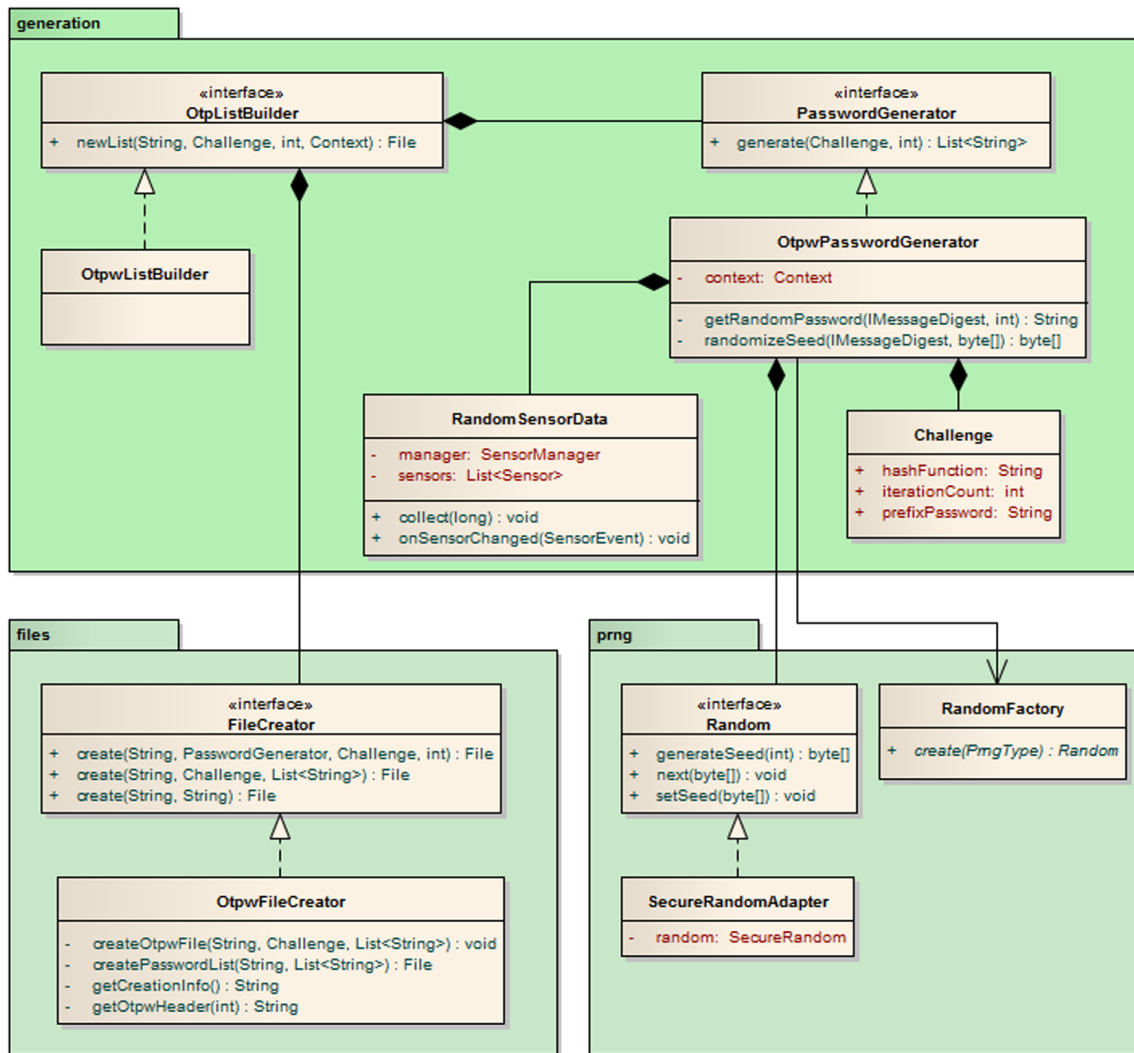 generation
«interface»
OtpListBuilder
+ newList(String, Challenge, int, Context) : File
«interface»
PasswordGenerator
+ generate(Challenge, int) : List<String>
OtpwListBuilder
OtpwPasswordGenerator
- context: Context
- getRandomPassword(IMessageDigest, int) : String
- randomizeSeed(IMessageDigest, byte[]) : byte[]
RandomSensorData
- manager: SensorManager
- sensors: List<Sensor>
+ collect(long) : void
+ onSensorChanged(SensorEvent) : void
Challenge
+ hashFunction: String
+ iterationCount: int
+ prefixPassword: String
files
«interface»
FileCreator
+ create(String, PasswordGenerator, Challenge, int) : File
+ create(String, Challenge, List<String>) : File
+ create(String, String) : File
OtpwFileCreator
- createOtpwFile(String, Challenge, List<String>) : void
- createPasswordList(String, List<String>) : File
- getCreationInfo() : String
- getOtpwHeader(int) : String
prng
«interface»
Random
+ generateSeed(int) : byte[]
+ next(byte[]) : void
+ setSeed(byte[]) : void
RandomFactory
+ create(PrngType) : Random
SecureRandomAdapter
- random: SecureRandom